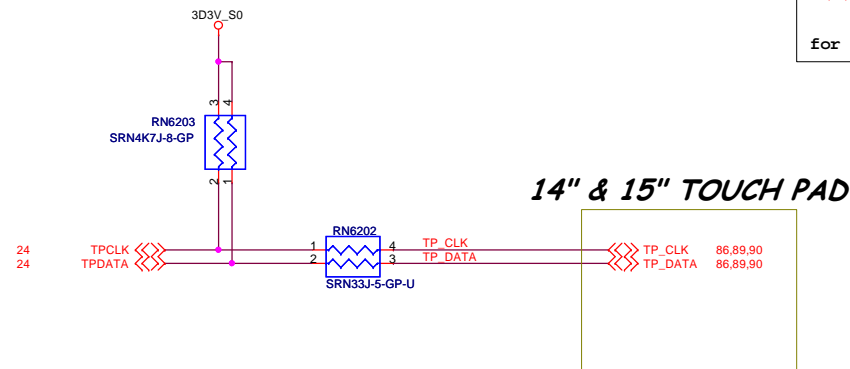 3D3V_S0
for
3 4
RN6203
SRN4K7J-8-GP
2 1
14" & 15" TOUCH PAD
RN6202
24 TPCLK 1 4 TP_CLK TP_CLK 86,89,90
24 TPDATA 2 3 TP_DATA TP_DATA 86,89,90
SRN33J-5-GP-U